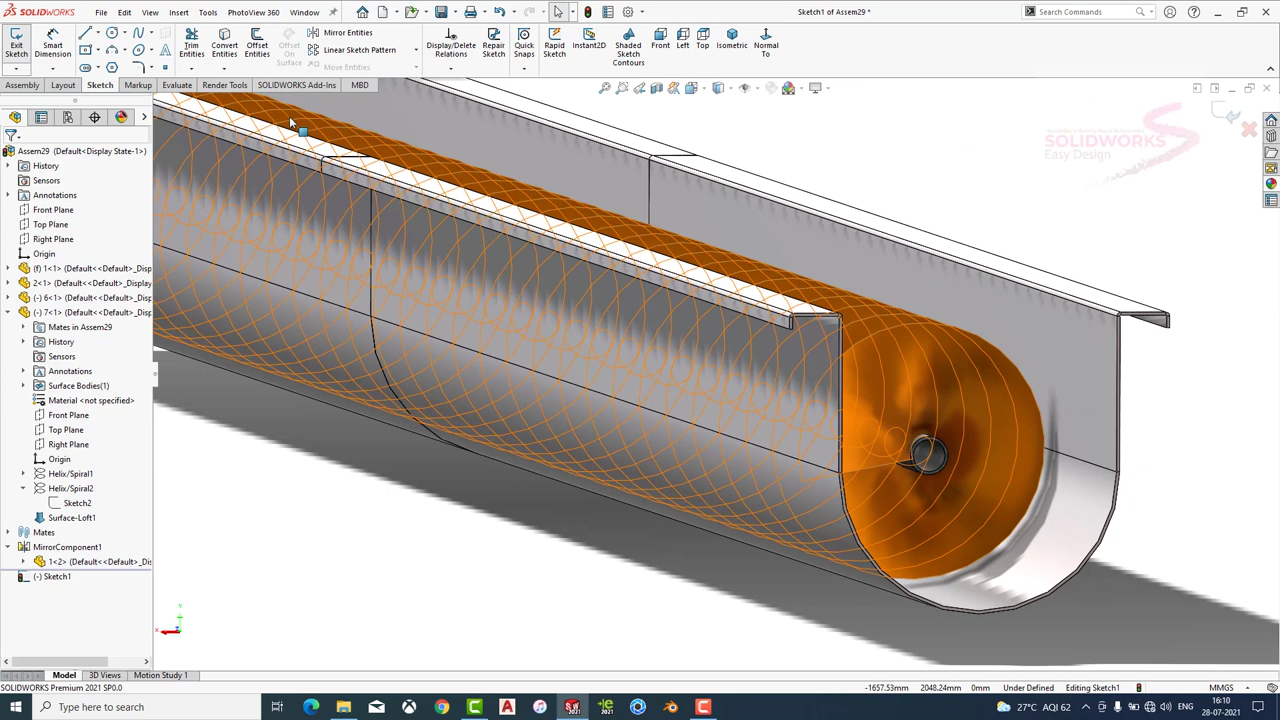 SOLIDWORKS
File Edit View Insert Tools PhotoView 360 Window
Sketch1 of Assem29 *
Search Commands
Exit Sketch
Smart Dimension
Trim Entities
Convert Entities
Offset Entities
Offset On Surface
Mirror Entities
Linear Sketch Pattern
Move Entities
Display/Delete Relations
Repair Sketch
Quick Snaps
Rapid Sketch
Instant2D
Shaded Sketch Contours
Front
Left
Top
Isometric
Normal To
Assembly Layout Sketch Markup Evaluate Render Tools SOLIDWORKS Add-Ins MBD
Assem29 (Default<Display State-1>)
History
Sensors
Annotations
Front Plane
Top Plane
Right Plane
Origin
(f) 1<1> (Default<<Default>_Disp
2<1> (Default<<Default>_Display
(-) 6<1> (Default<<Default>_Disp
(-) 7<1> (Default<<Default>_Disp
Mates in Assem29
History
Sensors
Annotations
Surface Bodies(1)
Material <not specified>
Front Plane
Top Plane
Right Plane
Origin
Helix/Spiral1
Helix/Spiral2
Sketch2
Surface-Loft1
Mates
MirrorComponent1
1<2> (Default<<Default>_Dis
(-) Sketch1
SOLIDWORKS
Easy Design
Y
X
Model 3D Views Motion Study 1
SOLIDWORKS Premium 2021 SP0.0
-1657.53mm 2048.24mm 0mm Under Defined Editing Sketch1 MMGS
Type here to search
27°C AQI 62
ENG
16:10
28-07-2021